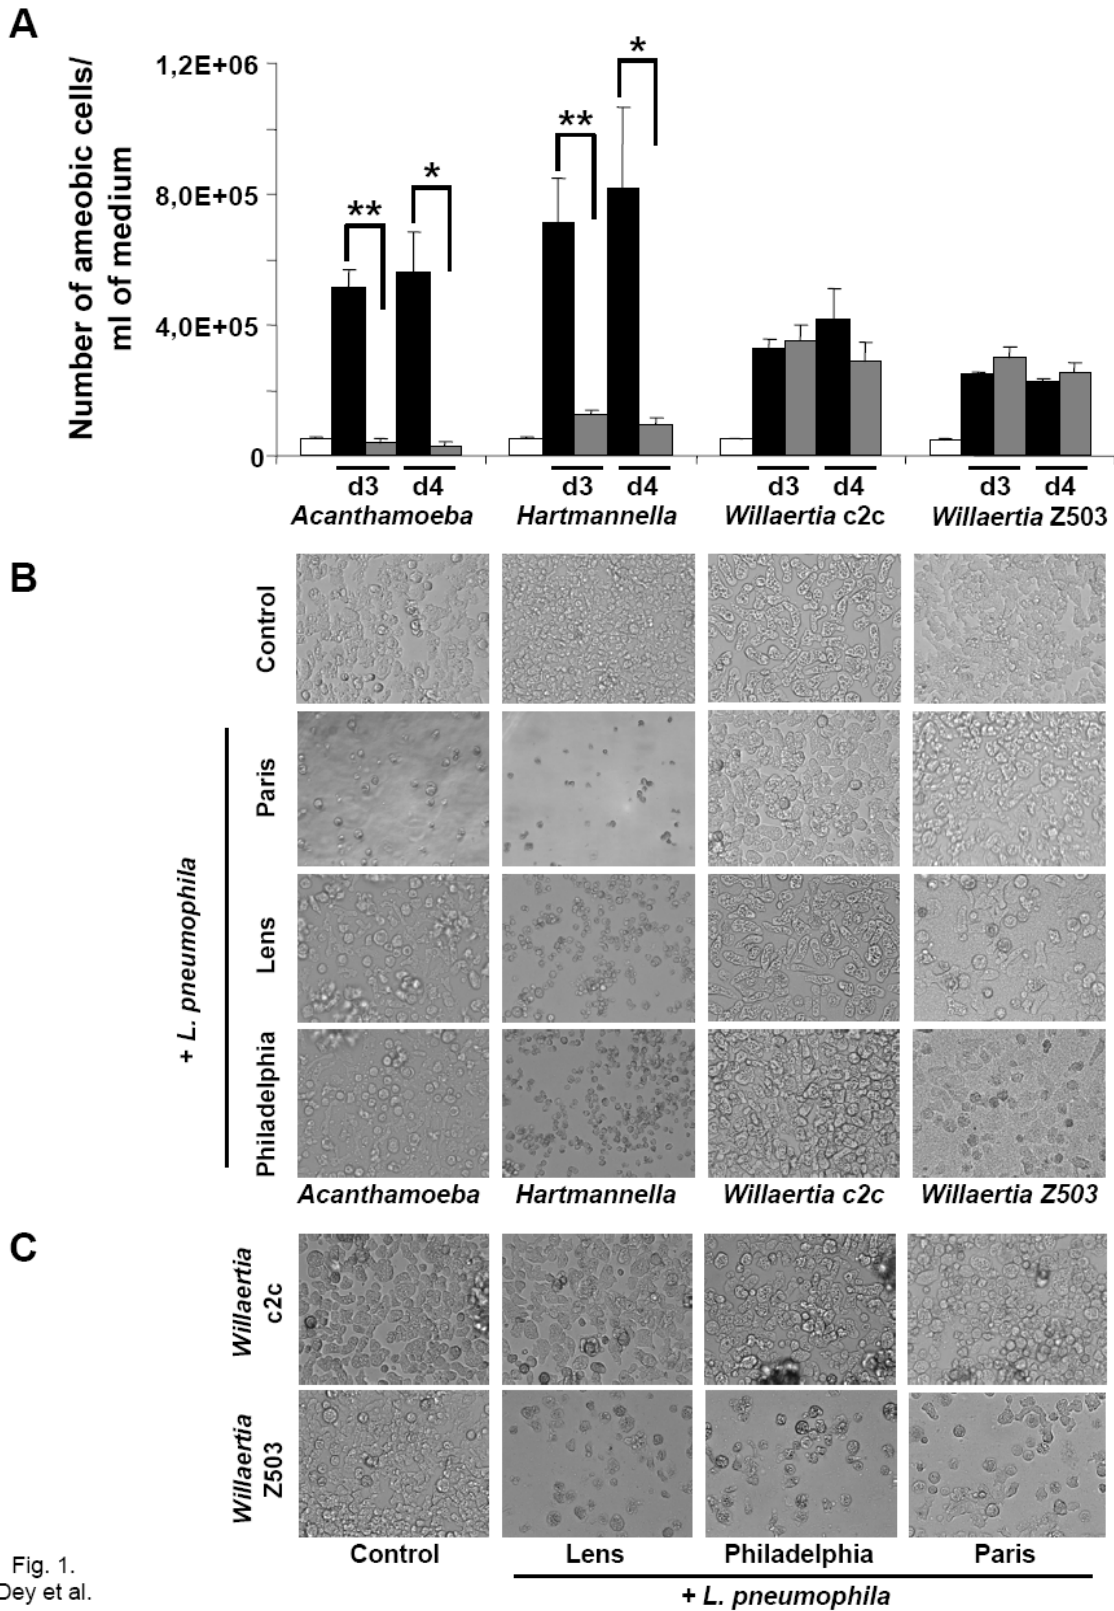 A
Number of ameobic cells/
ml of medium
1,2E+06
8,0E+05
4,0E+05
0
** * ** *
d3 d4 d3 d4 d3 d4 d3 d4
Acanthamoeba Hartmannella Willaertia c2c Willaertia Z503
B
Control
Paris
Lens
Philadelphia
+ L. pneumophila
Acanthamoeba Hartmannella Willaertia c2c Willaertia Z503
C
Willaertia
c2c
Willaertia
Z503
Control Lens Philadelphia Paris
+ L. pneumophila
Fig. 1.
Dey et al.